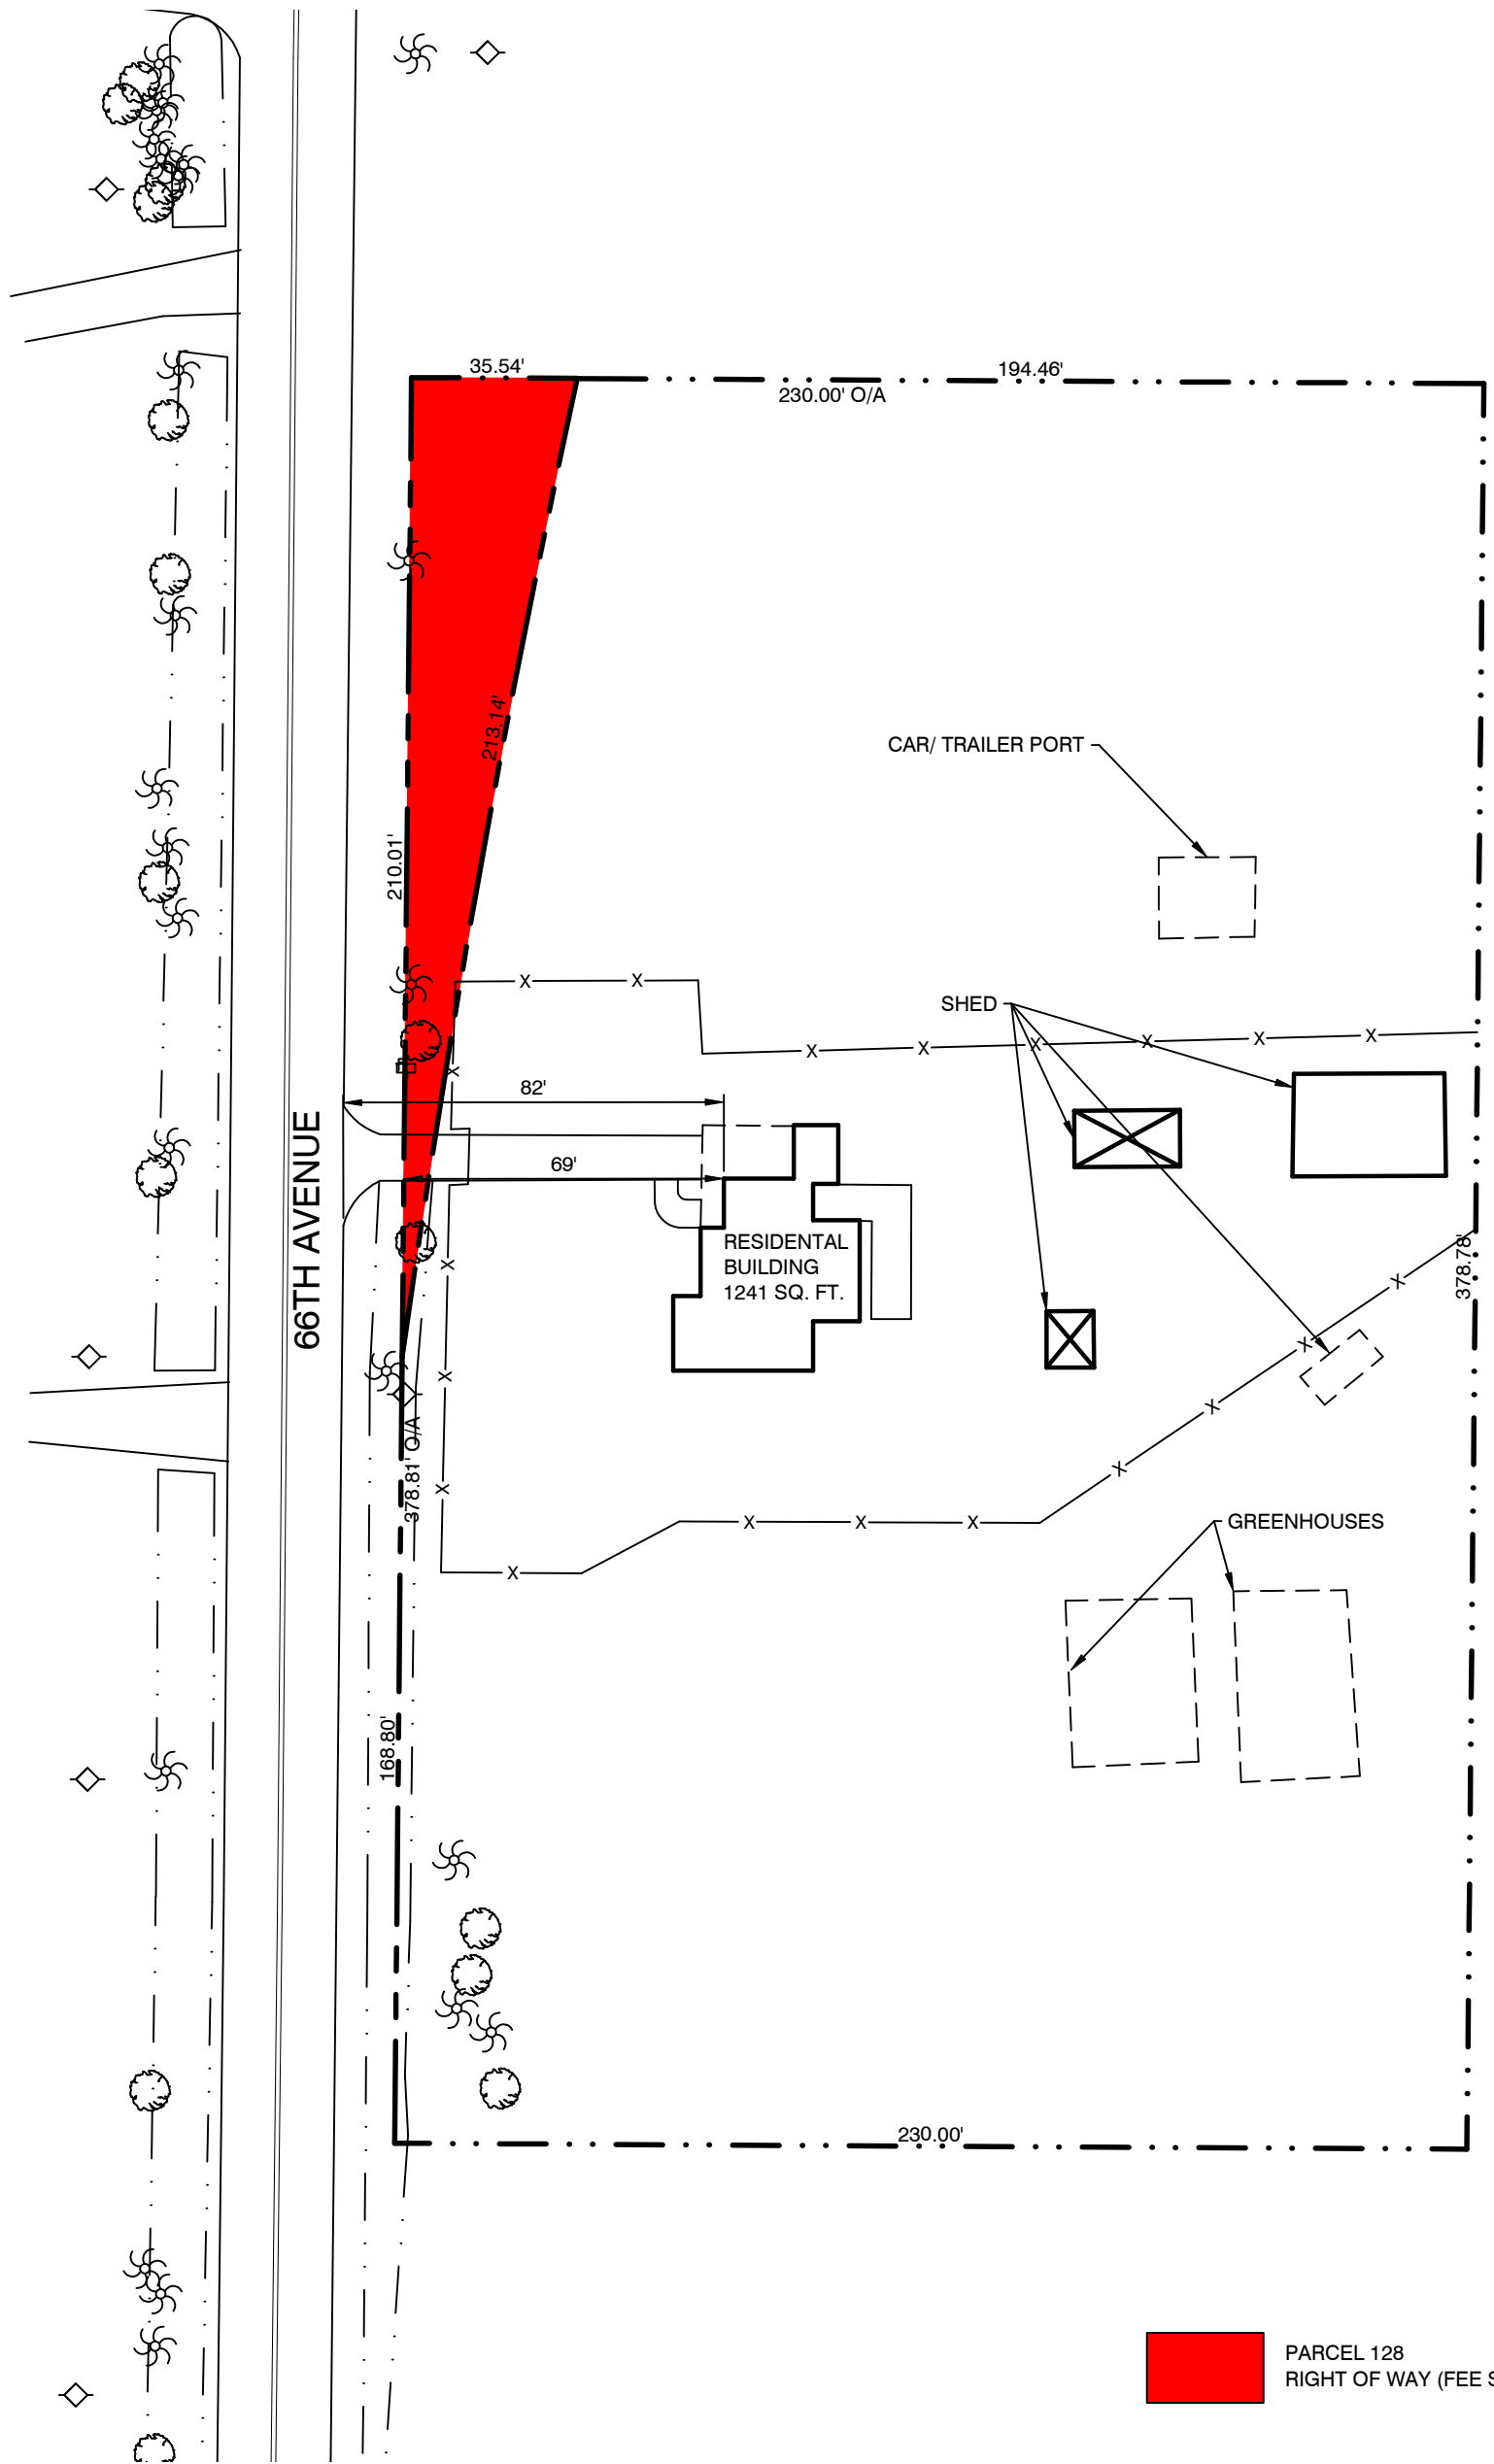 35.54'
194.46'
230.00' O/A
213.14'
CAR/ TRAILER PORT
210.01'
X
X
SHED
X
X
X
X
X
X
X
82'
69'
66TH AVENUE
RESIDENTAL
BUILDING
1241 SQ. FT.
X
378.78'
X
X
X
X
378.81' O/A
X
X
X
X
X
X
GREENHOUSES
168.80'
230.00'
PARCEL 128
RIGHT OF WAY (FEE